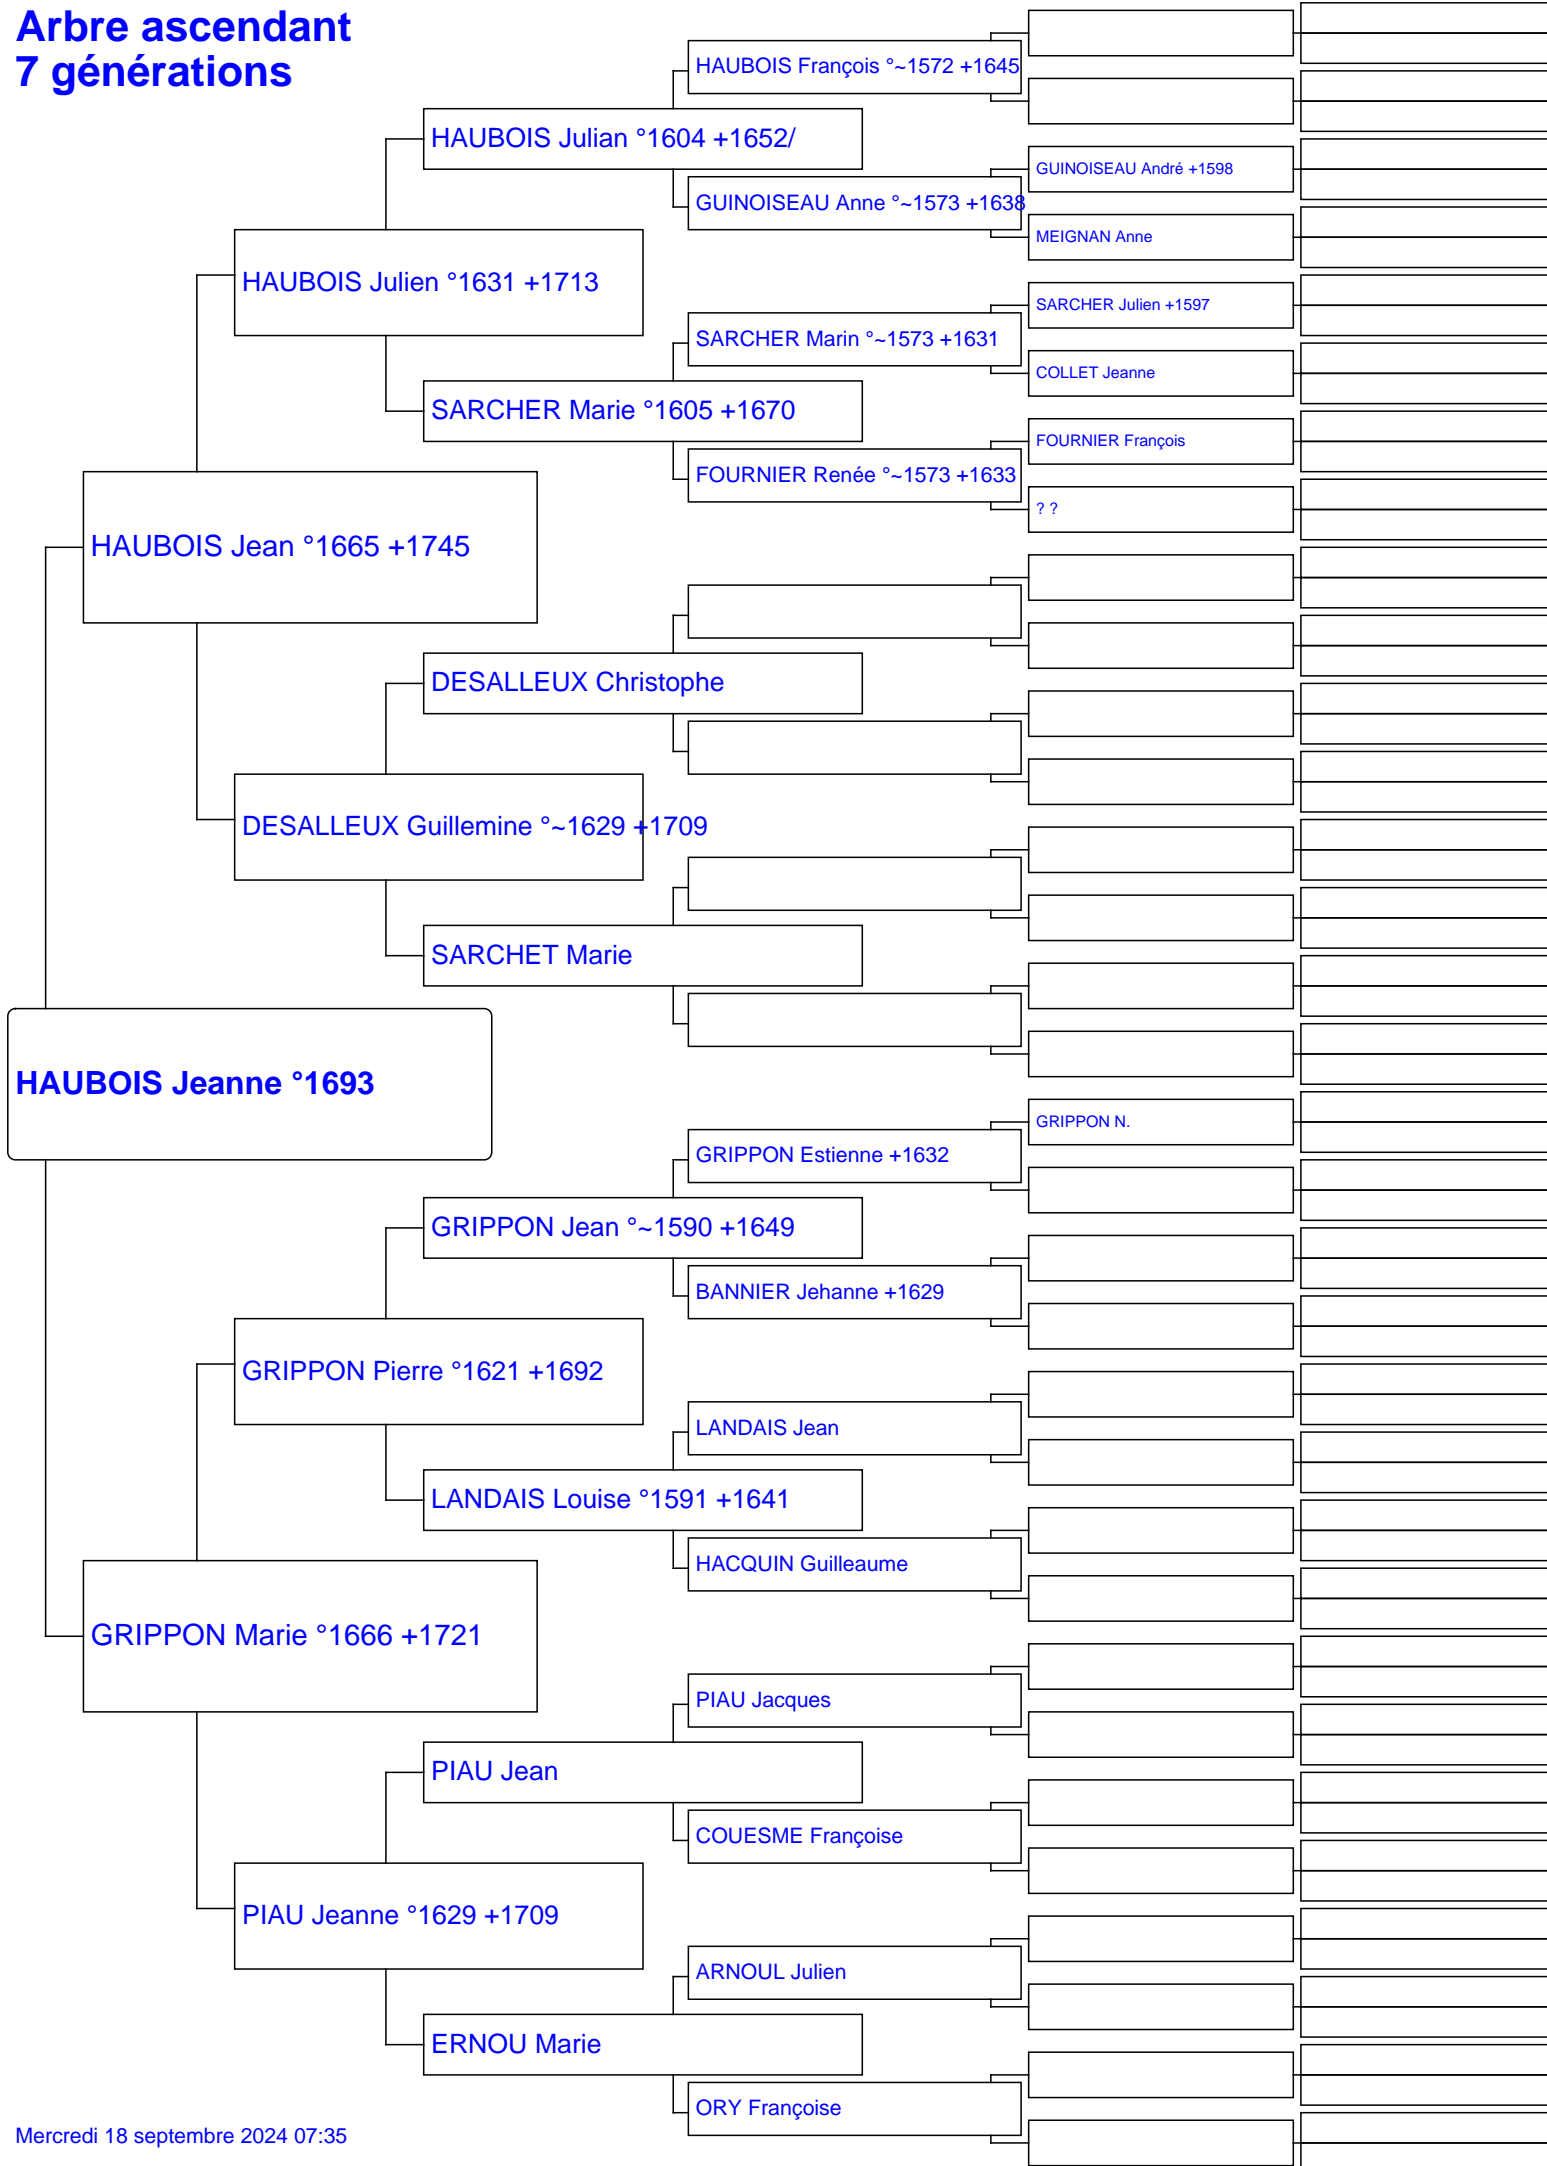 Arbre ascendant
7 générations
HAUBOIS François °~1572 +1645
HAUBOIS Julian °1604 +1652/
GUINOISEAU André +1598
GUINOISEAU Anne °~1573 +1638
MEIGNAN Anne
HAUBOIS Julien °1631 +1713
SARCHER Julien +1597
SARCHER Marin °~1573 +1631
COLLET Jeanne
SARCHER Marie °1605 +1670
FOURNIER François
FOURNIER Renée °~1573 +1633
? ?
HAUBOIS Jean °1665 +1745
DESALLEUX Christophe
DESALLEUX Guillemine °~1629 +1709
SARCHET Marie
HAUBOIS Jeanne °1693
GRIPPON N.
GRIPPON Estienne +1632
GRIPPON Jean °~1590 +1649
BANNIER Jehanne +1629
GRIPPON Pierre °1621 +1692
LANDAIS Jean
LANDAIS Louise °1591 +1641
HACQUIN Guilleaume
GRIPPON Marie °1666 +1721
PIAU Jacques
PIAU Jean
COUESME Françoise
PIAU Jeanne °1629 +1709
ARNOUL Julien
ERNOU Marie
ORY Françoise
Mercredi 18 septembre 2024 07:35